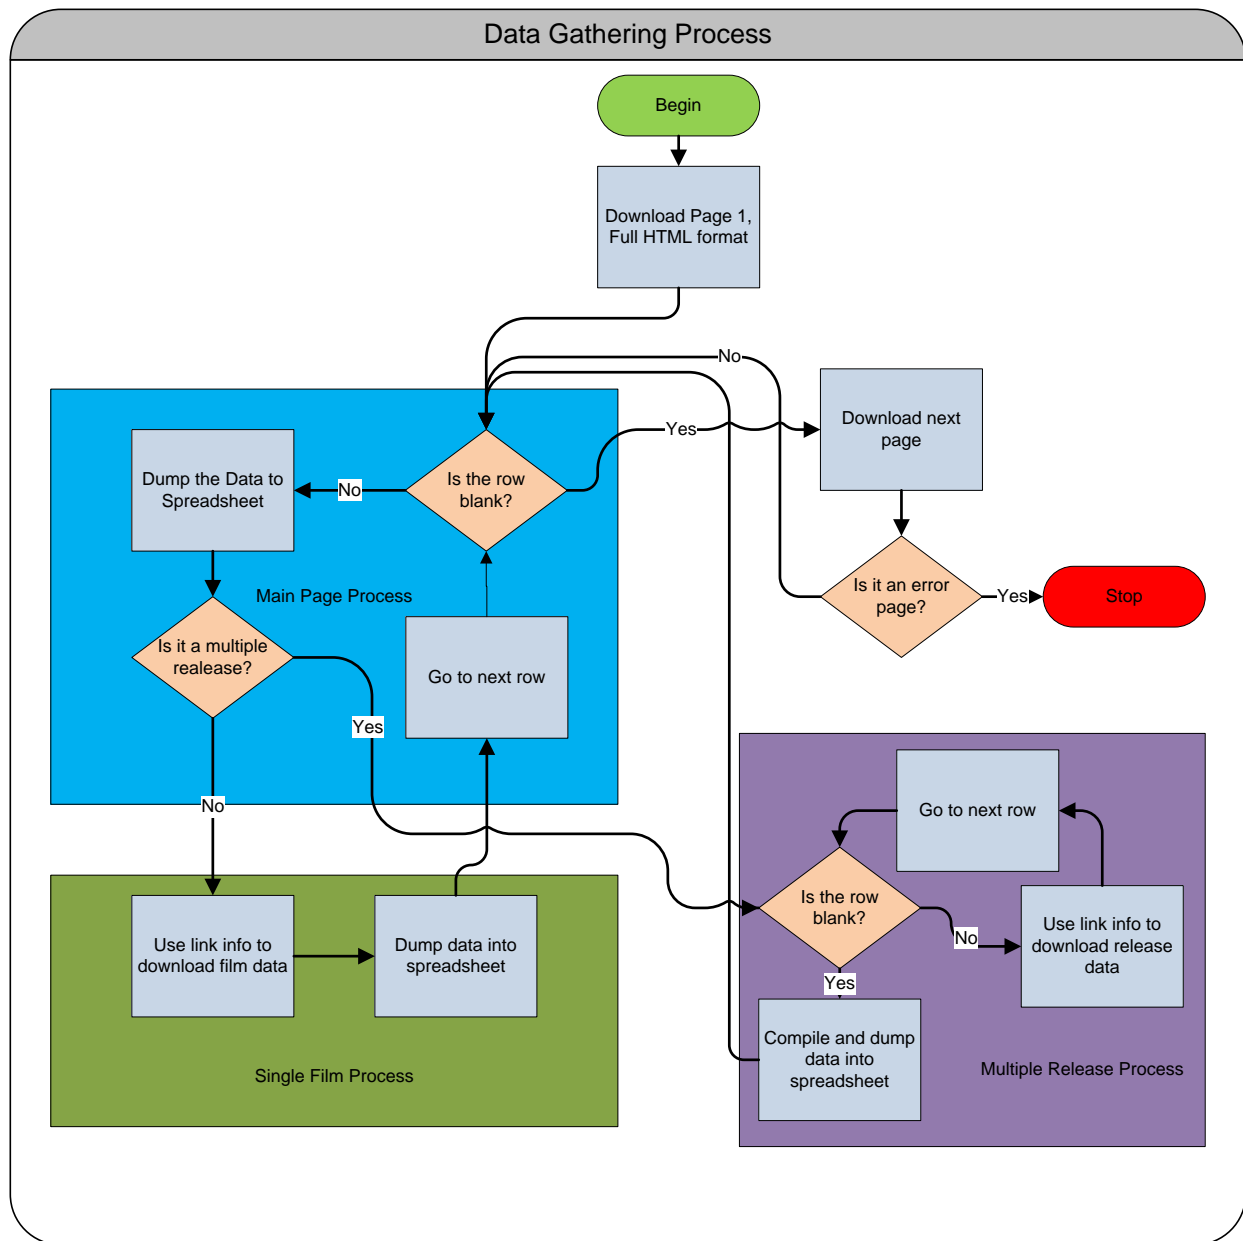 Data Gathering Process
Begin
Download Page 1,
Full HTML format
No
Download next
page
Yes
Is the row
blank?
No
Dump the Data to
Spreadsheet
Is it an error
page?
Yes
Stop
Main Page Process
Is it a multiple
realease?
Go to next row
Yes
No
Go to next row
Is the row
blank?
No
Use link info to
download release
data
Yes
Compile and dump
data into
spreadsheet
Multiple Release Process
Use link info to
download film data
Dump data into
spreadsheet
Single Film Process